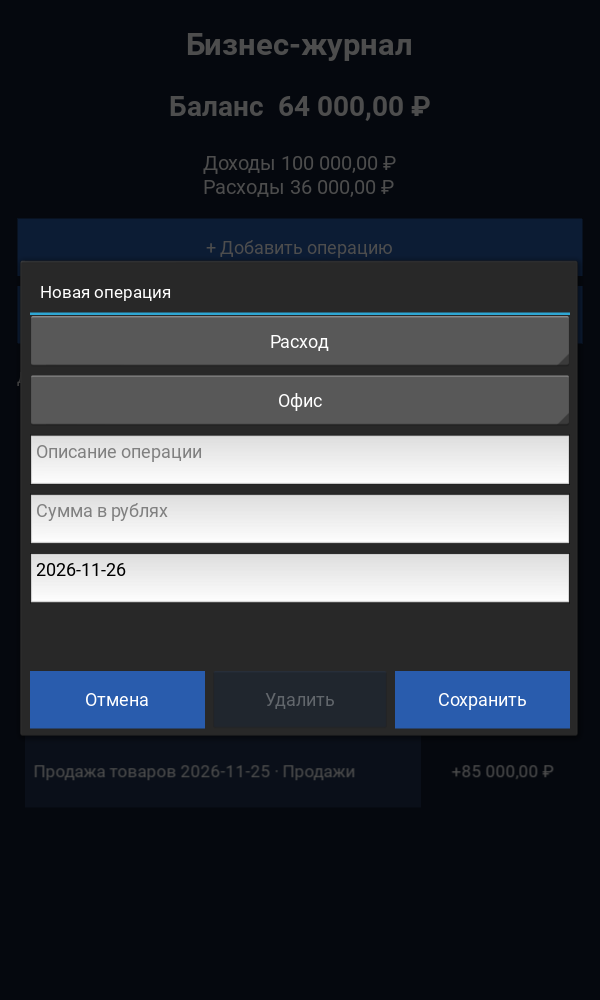 Бизнес-журнал
Баланс 64 000,00 ₽
Доходы 100 000,00 ₽
Расходы 36 000,00 ₽
+ Добавить операцию
Новая операция
Расход
Офис
Описание операции
Сумма в рублях
2026-11-26
Отмена Удалить Сохранить
Продажа товаров 2026-11-25 · Продажи +85 000,00 ₽